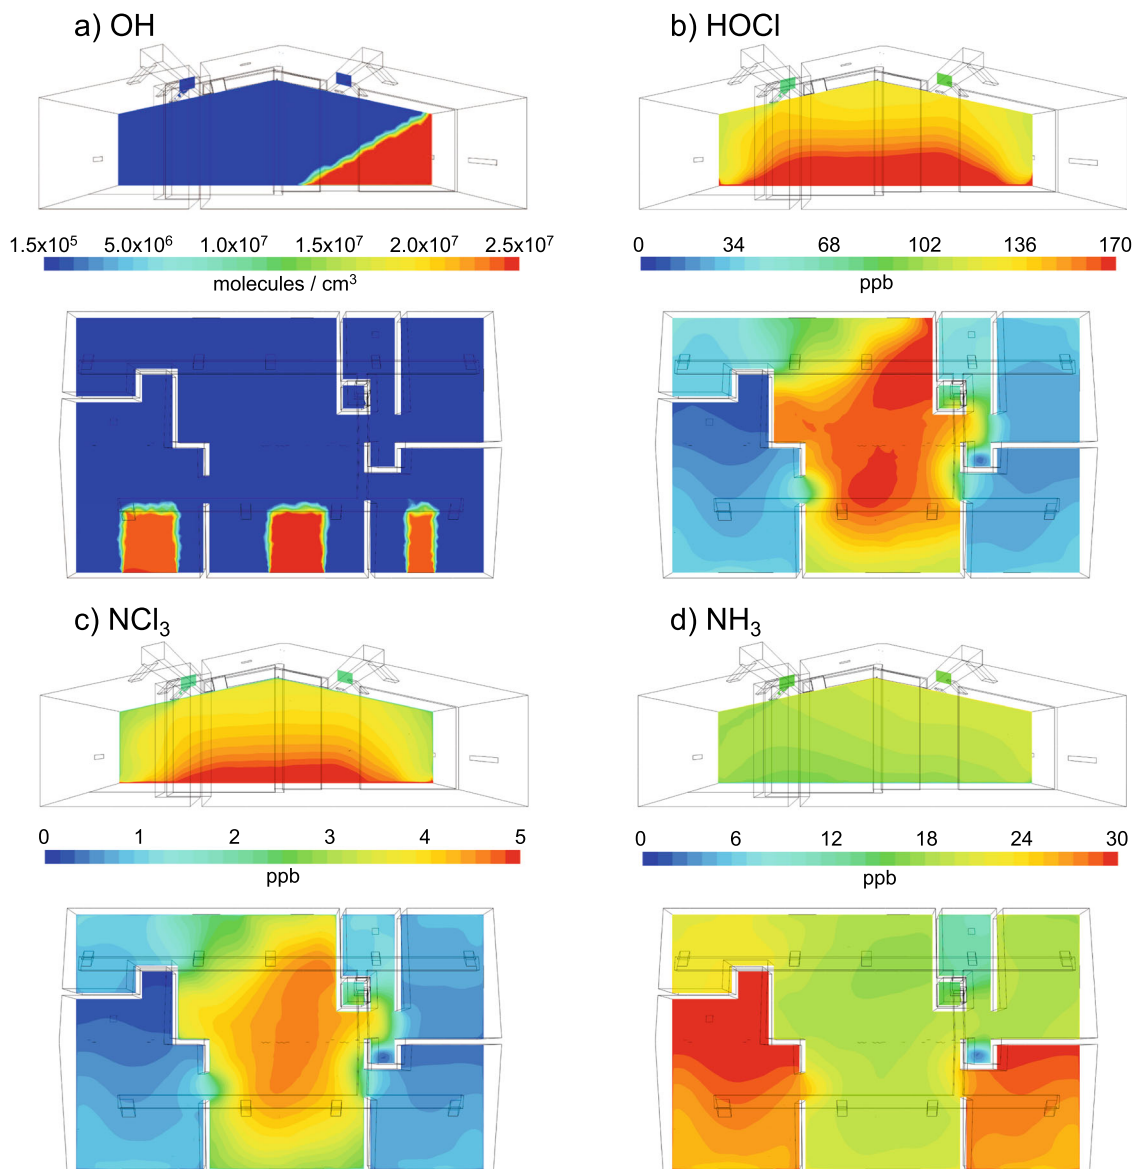 a) OH
b) HOCl
1.5x10⁵ 5.0x10⁶ 1.0x10⁷ 1.5x10⁷ 2.0x10⁷ 2.5x10⁷
molecules / cm³
0 34 68 102 136 170
ppb
c) NCl₃
d) NH₃
0 1 2 3 4 5
ppb
0 6 12 18 24 30
ppb